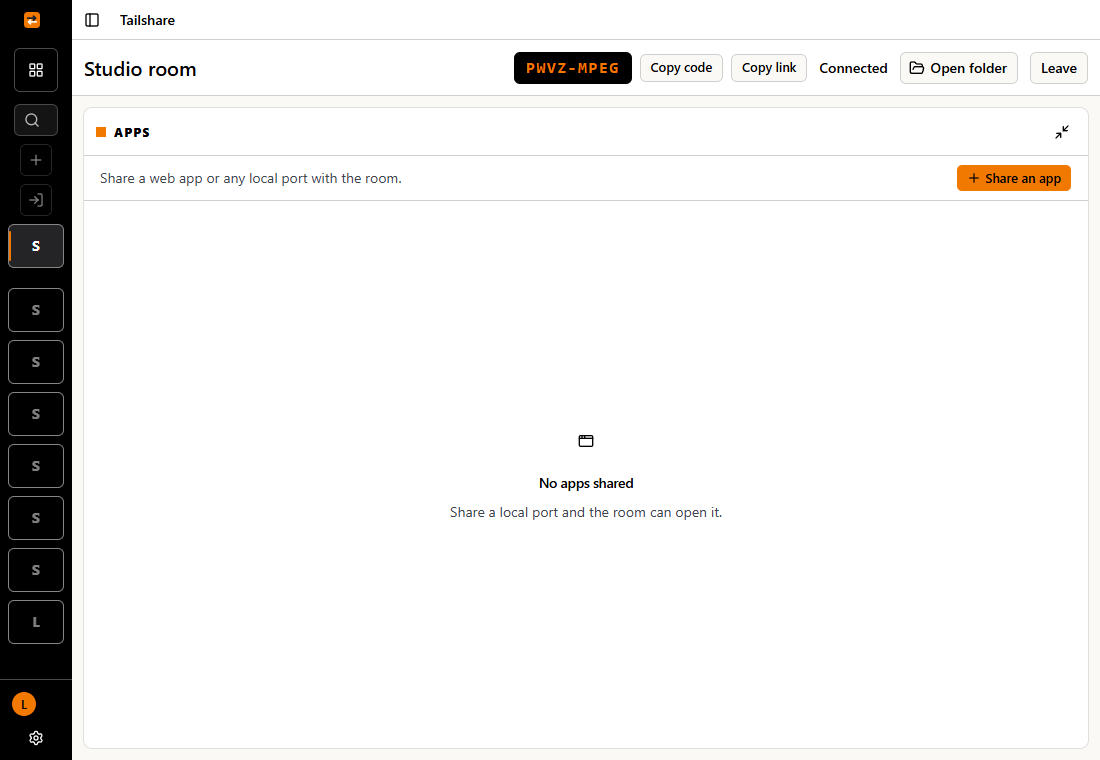 Tailshare
Studio room
PWVZ-MPEG
Copy code
Copy link
Connected
Open folder
Leave
APPS
Share a web app or any local port with the room.
Share an app
No apps shared
Share a local port and the room can open it.
S
S
S
S
S
S
S
L
L